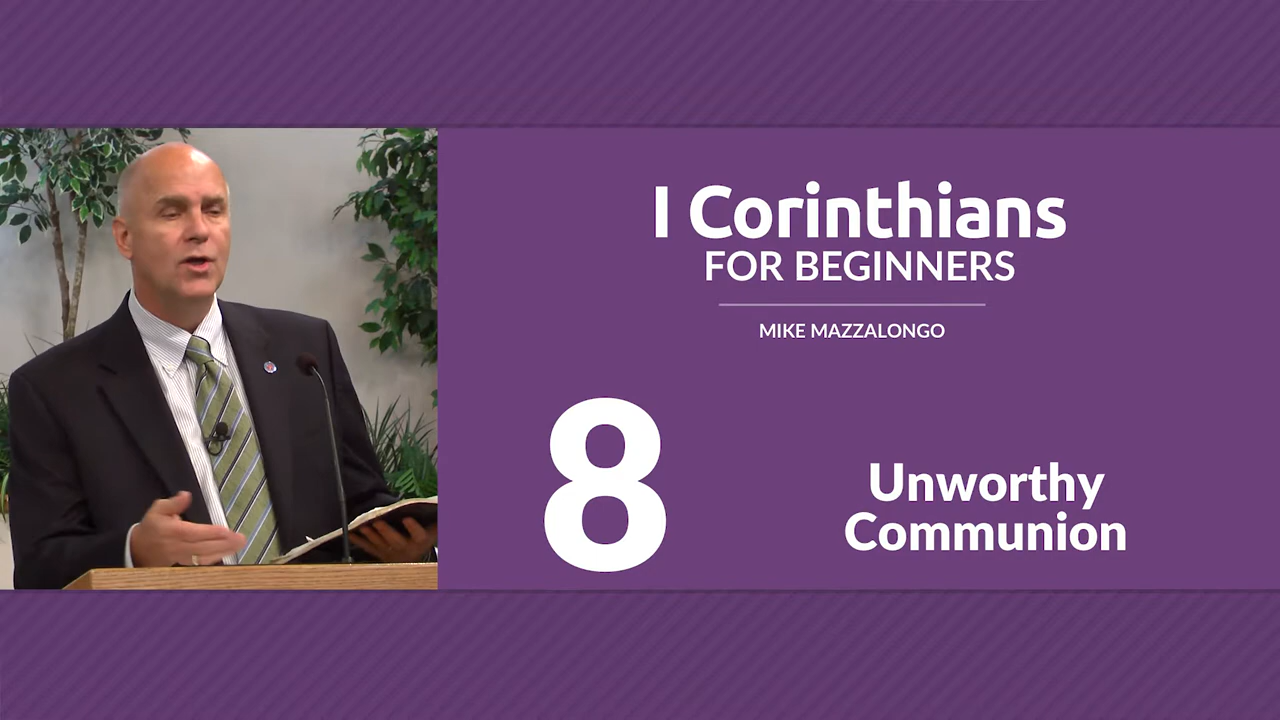 I Corinthians
FOR BEGINNERS
MIKE MAZZALONGO
8
Unworthy
Communion